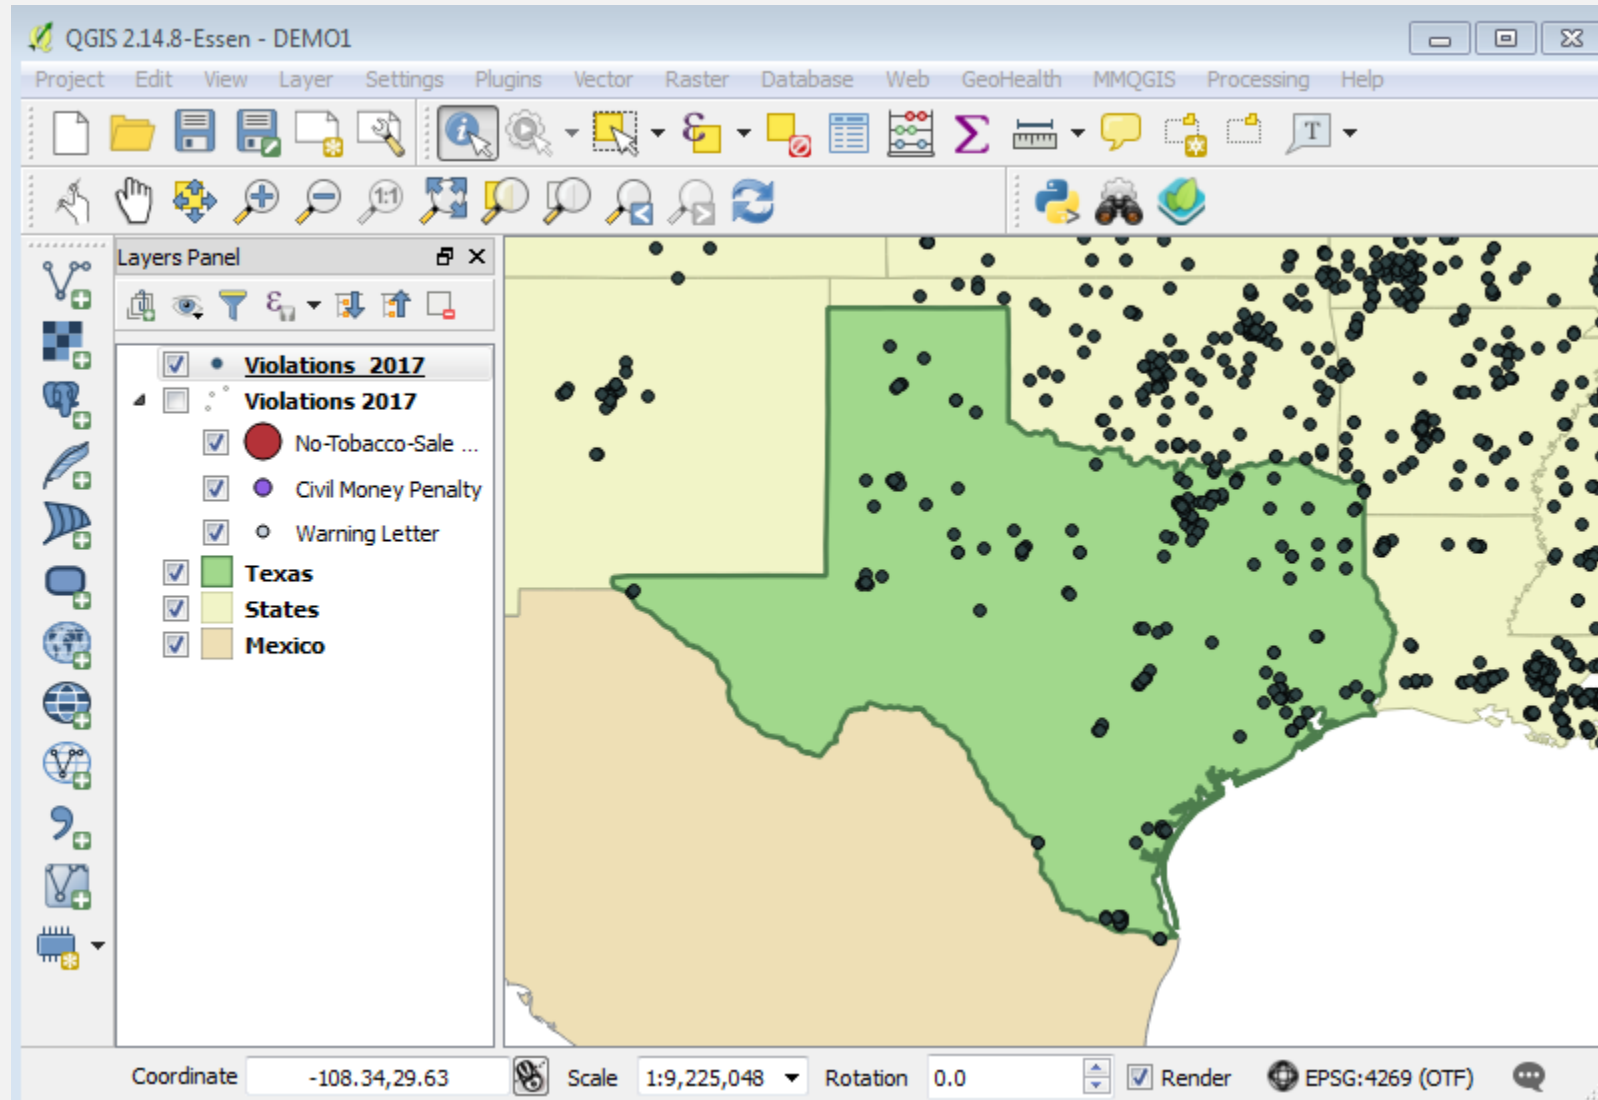 QGIS 2.14.8-Essen - DEMO1
Project Edit View Layer Settings Plugins Vector Raster Database Web GeoHealth MMQGIS Processing Help
T
1:1
Layers Panel
Violations_2017
Violations 2017
No-Tobacco-Sale ...
Civil Money Penalty
Warning Letter
Texas
States
Mexico
Coordinate -108.34,29.63 Scale 1:9,225,048 Rotation 0.0 Render EPSG:4269 (OTF)